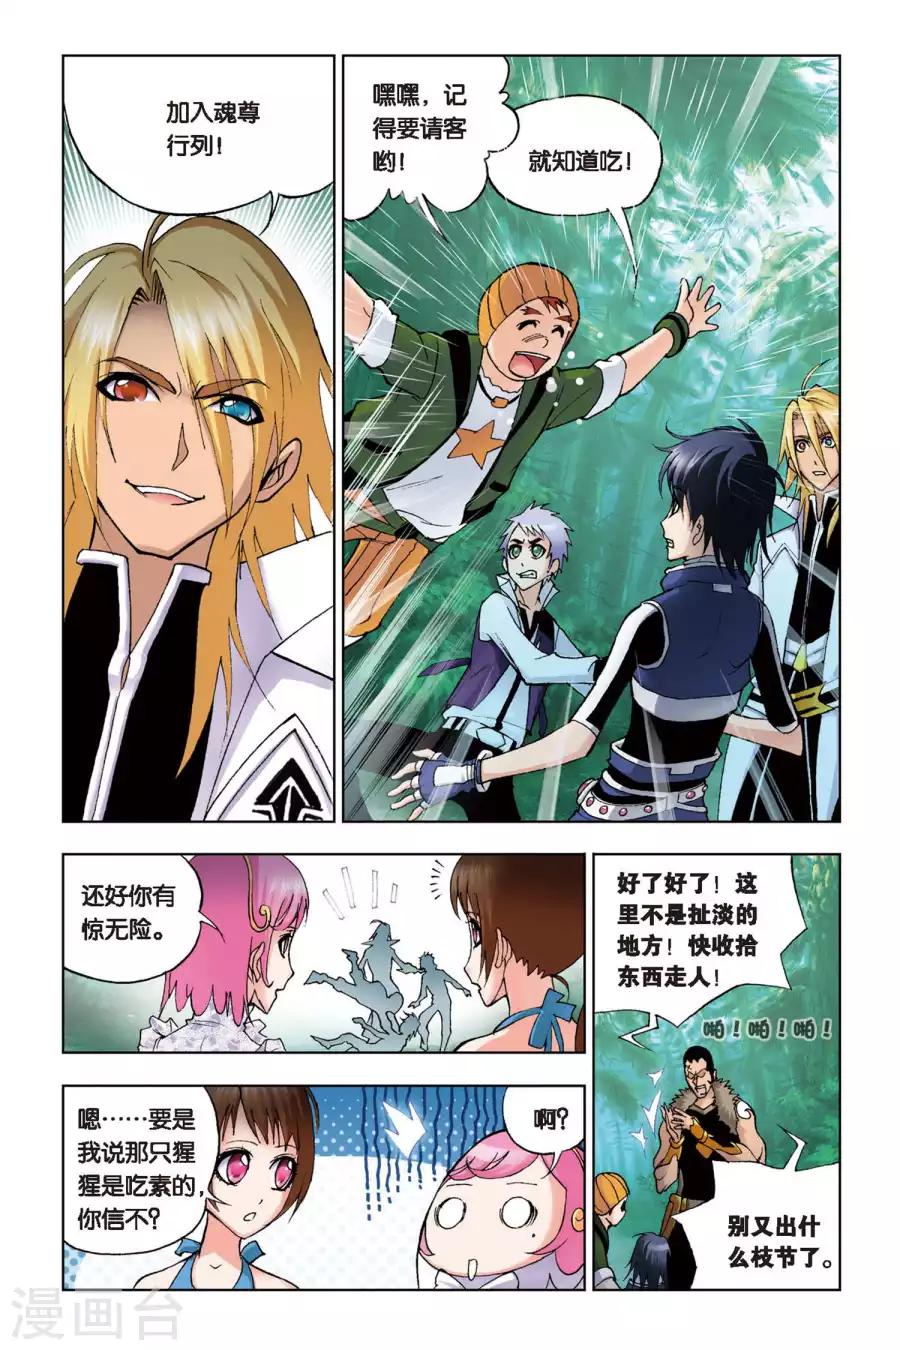 加入魂尊
行列！
嘿嘿，记
得要请客
哟！
就知道吃！
还好你有
惊无险。
好了好了！这
里不是扯淡的
地方！快收拾
东西走人！
啪！啪！啪！
别又出什
么枝节了。
嗯……要是
我说那只猩
猩是吃素的，
你信不？
啊？
漫画台